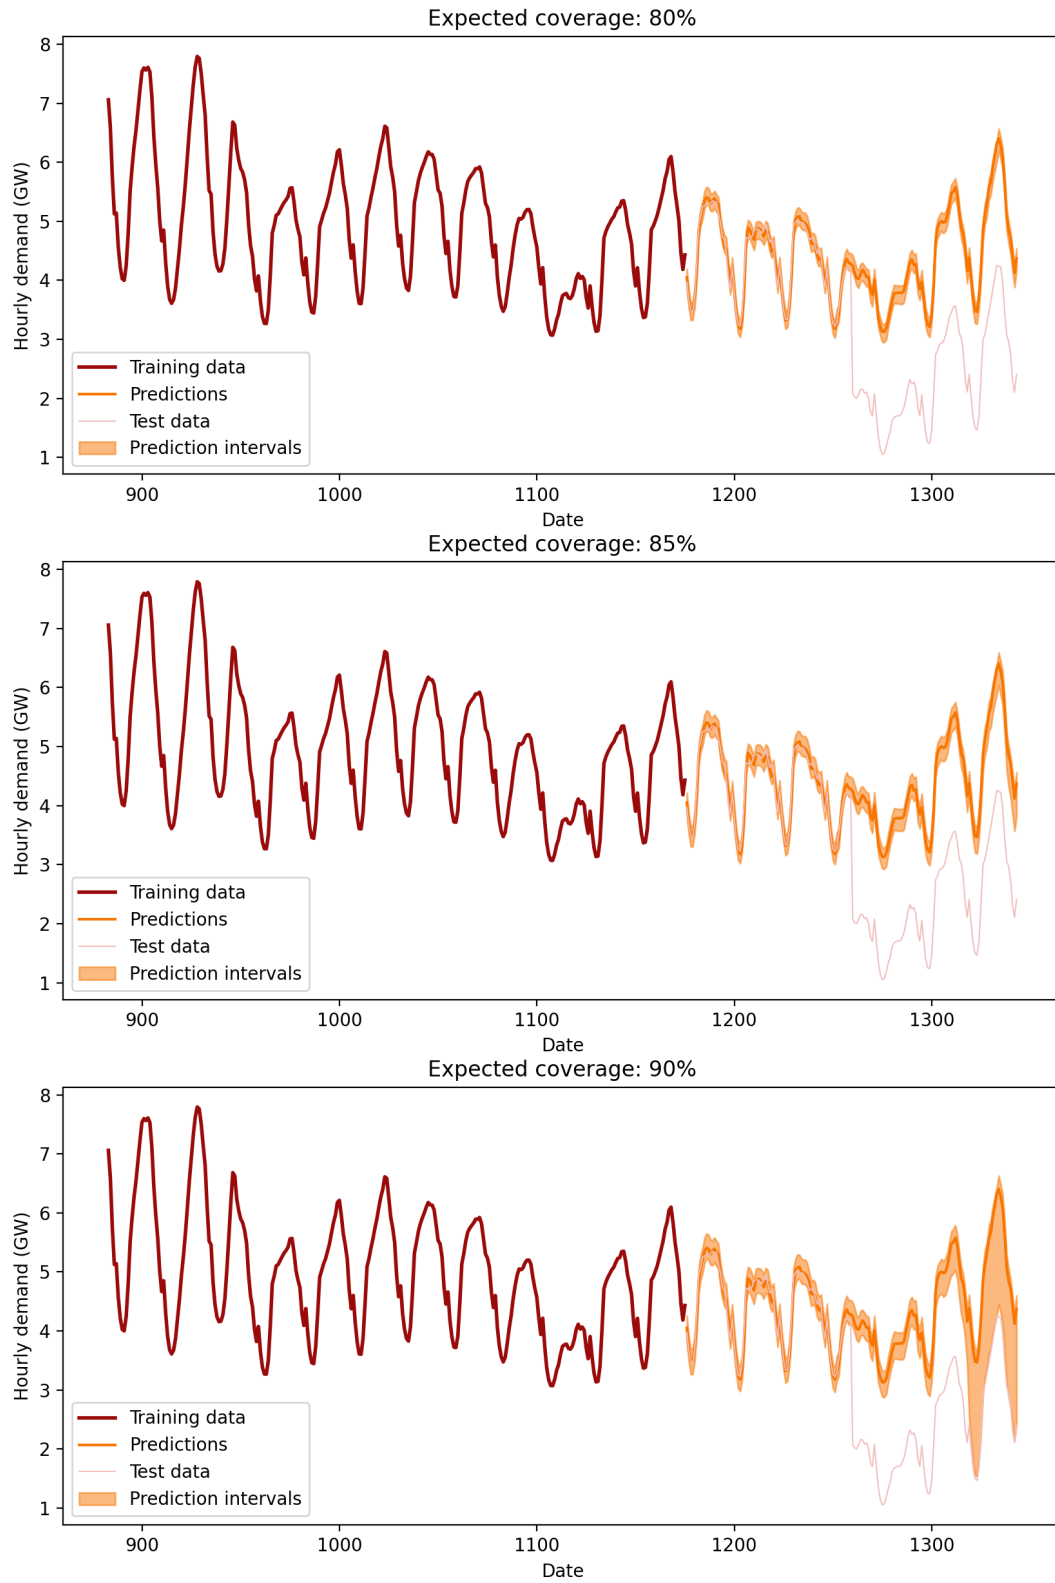 Expected coverage: 80%
Hourly demand (GW)
8
7
6
5
4
3
2
1
Training data
Predictions
Test data
Prediction intervals
900 1000 1100 1200 1300
Date
Expected coverage: 85%
Hourly demand (GW)
8
7
6
5
4
3
2
1
Training data
Predictions
Test data
Prediction intervals
900 1000 1100 1200 1300
Date
Expected coverage: 90%
Hourly demand (GW)
8
7
6
5
4
3
2
1
Training data
Predictions
Test data
Prediction intervals
900 1000 1100 1200 1300
Date